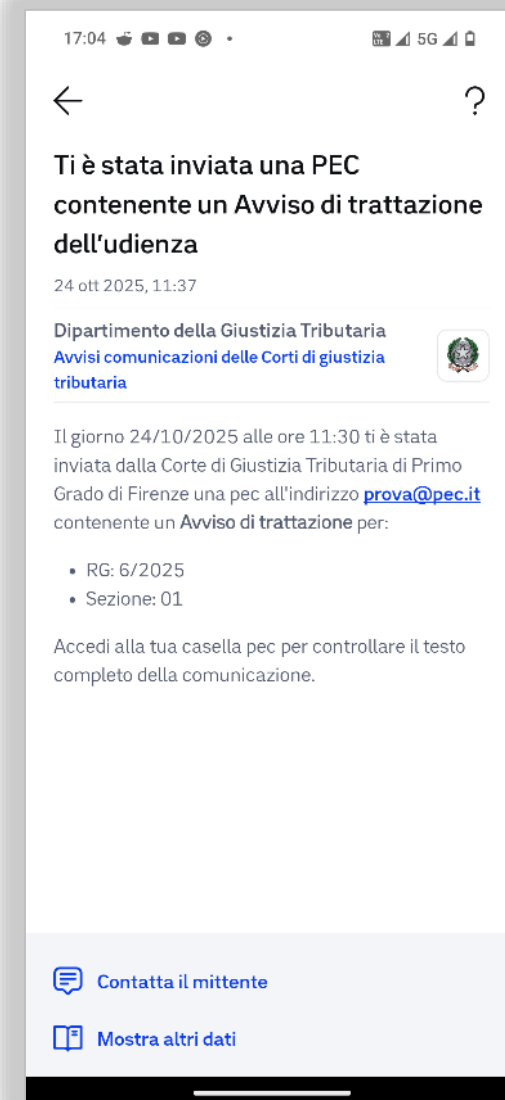 17:04
5G
?
Ti è stata inviata una PEC
contenente un Avviso di trattazione
dell'udienza
24 ott 2025, 11:37
Dipartimento della Giustizia Tributaria
Avvisi comunicazioni delle Corti di giustizia
tributaria
Il giorno 24/10/2025 alle ore 11:30 ti è stata
inviata dalla Corte di Giustizia Tributaria di Primo
Grado di Firenze una pec all'indirizzo prova@pec.it
contenente un Avviso di trattazione per:
• RG: 6/2025
• Sezione: 01
Accedi alla tua casella pec per controllare il testo
completo della comunicazione.
Contatta il mittente
Mostra altri dati